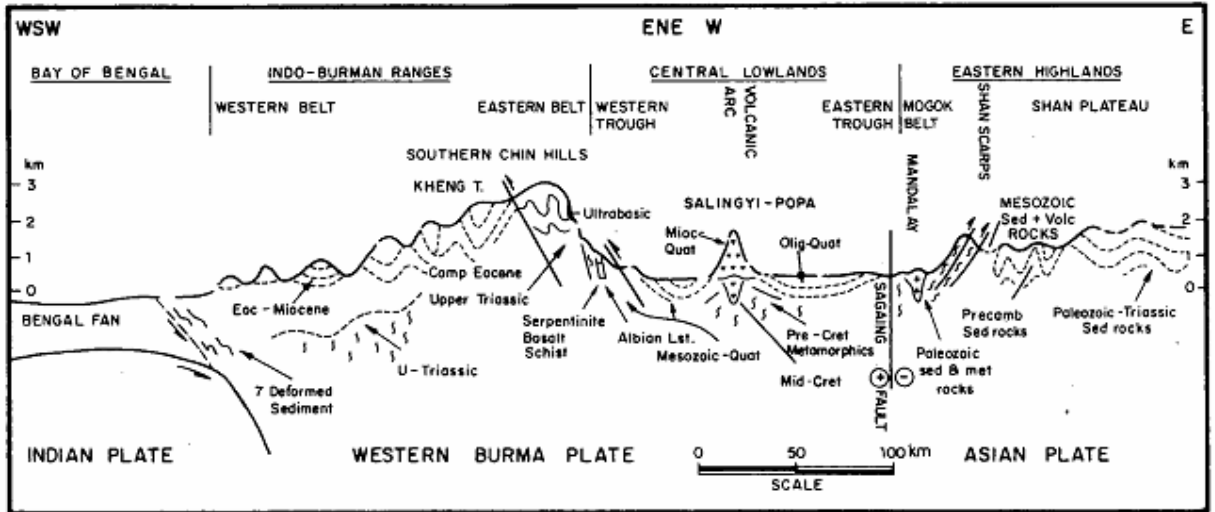 WSW
ENE W
E
BAY OF BENGAL
INDO-BURMAN RANGES
CENTRAL LOWLANDS
EASTERN HIGHLANDS
WESTERN BELT
EASTERN BELT
WESTERN
TROUGH
VOLCANIC
ARC
EASTERN
TROUGH
MOGOK
BELT
SHAN SCARPS
SHAN PLATEAU
SOUTHERN CHIN HILLS
KHENG T.
MANDALAY
km
3
2
1
0
km
3
2
1
0
Ultrabasic
SALINGYI-POPA
MESOZOIC
Sed + Volc
ROCKS
Mioc-
Quat
Olig-Quat
Camp Eocene
Eoc-Miocene
Upper Triassic
BENGAL FAN
Serpentinite
Basalt
Schist
Albian Lst.
Mesozoic-Quat
Pre-Cret
Metamorphics
Mid-Cret
SAGAING FAULT
+
−
Precamb
Sed rocks
Paleozoic-Triassic
Sed rocks
Paleozoic
sed & met
rocks
U-Triassic
? Deformed
Sediment
INDIAN PLATE
WESTERN BURMA PLATE
ASIAN PLATE
0 50 100 km
SCALE